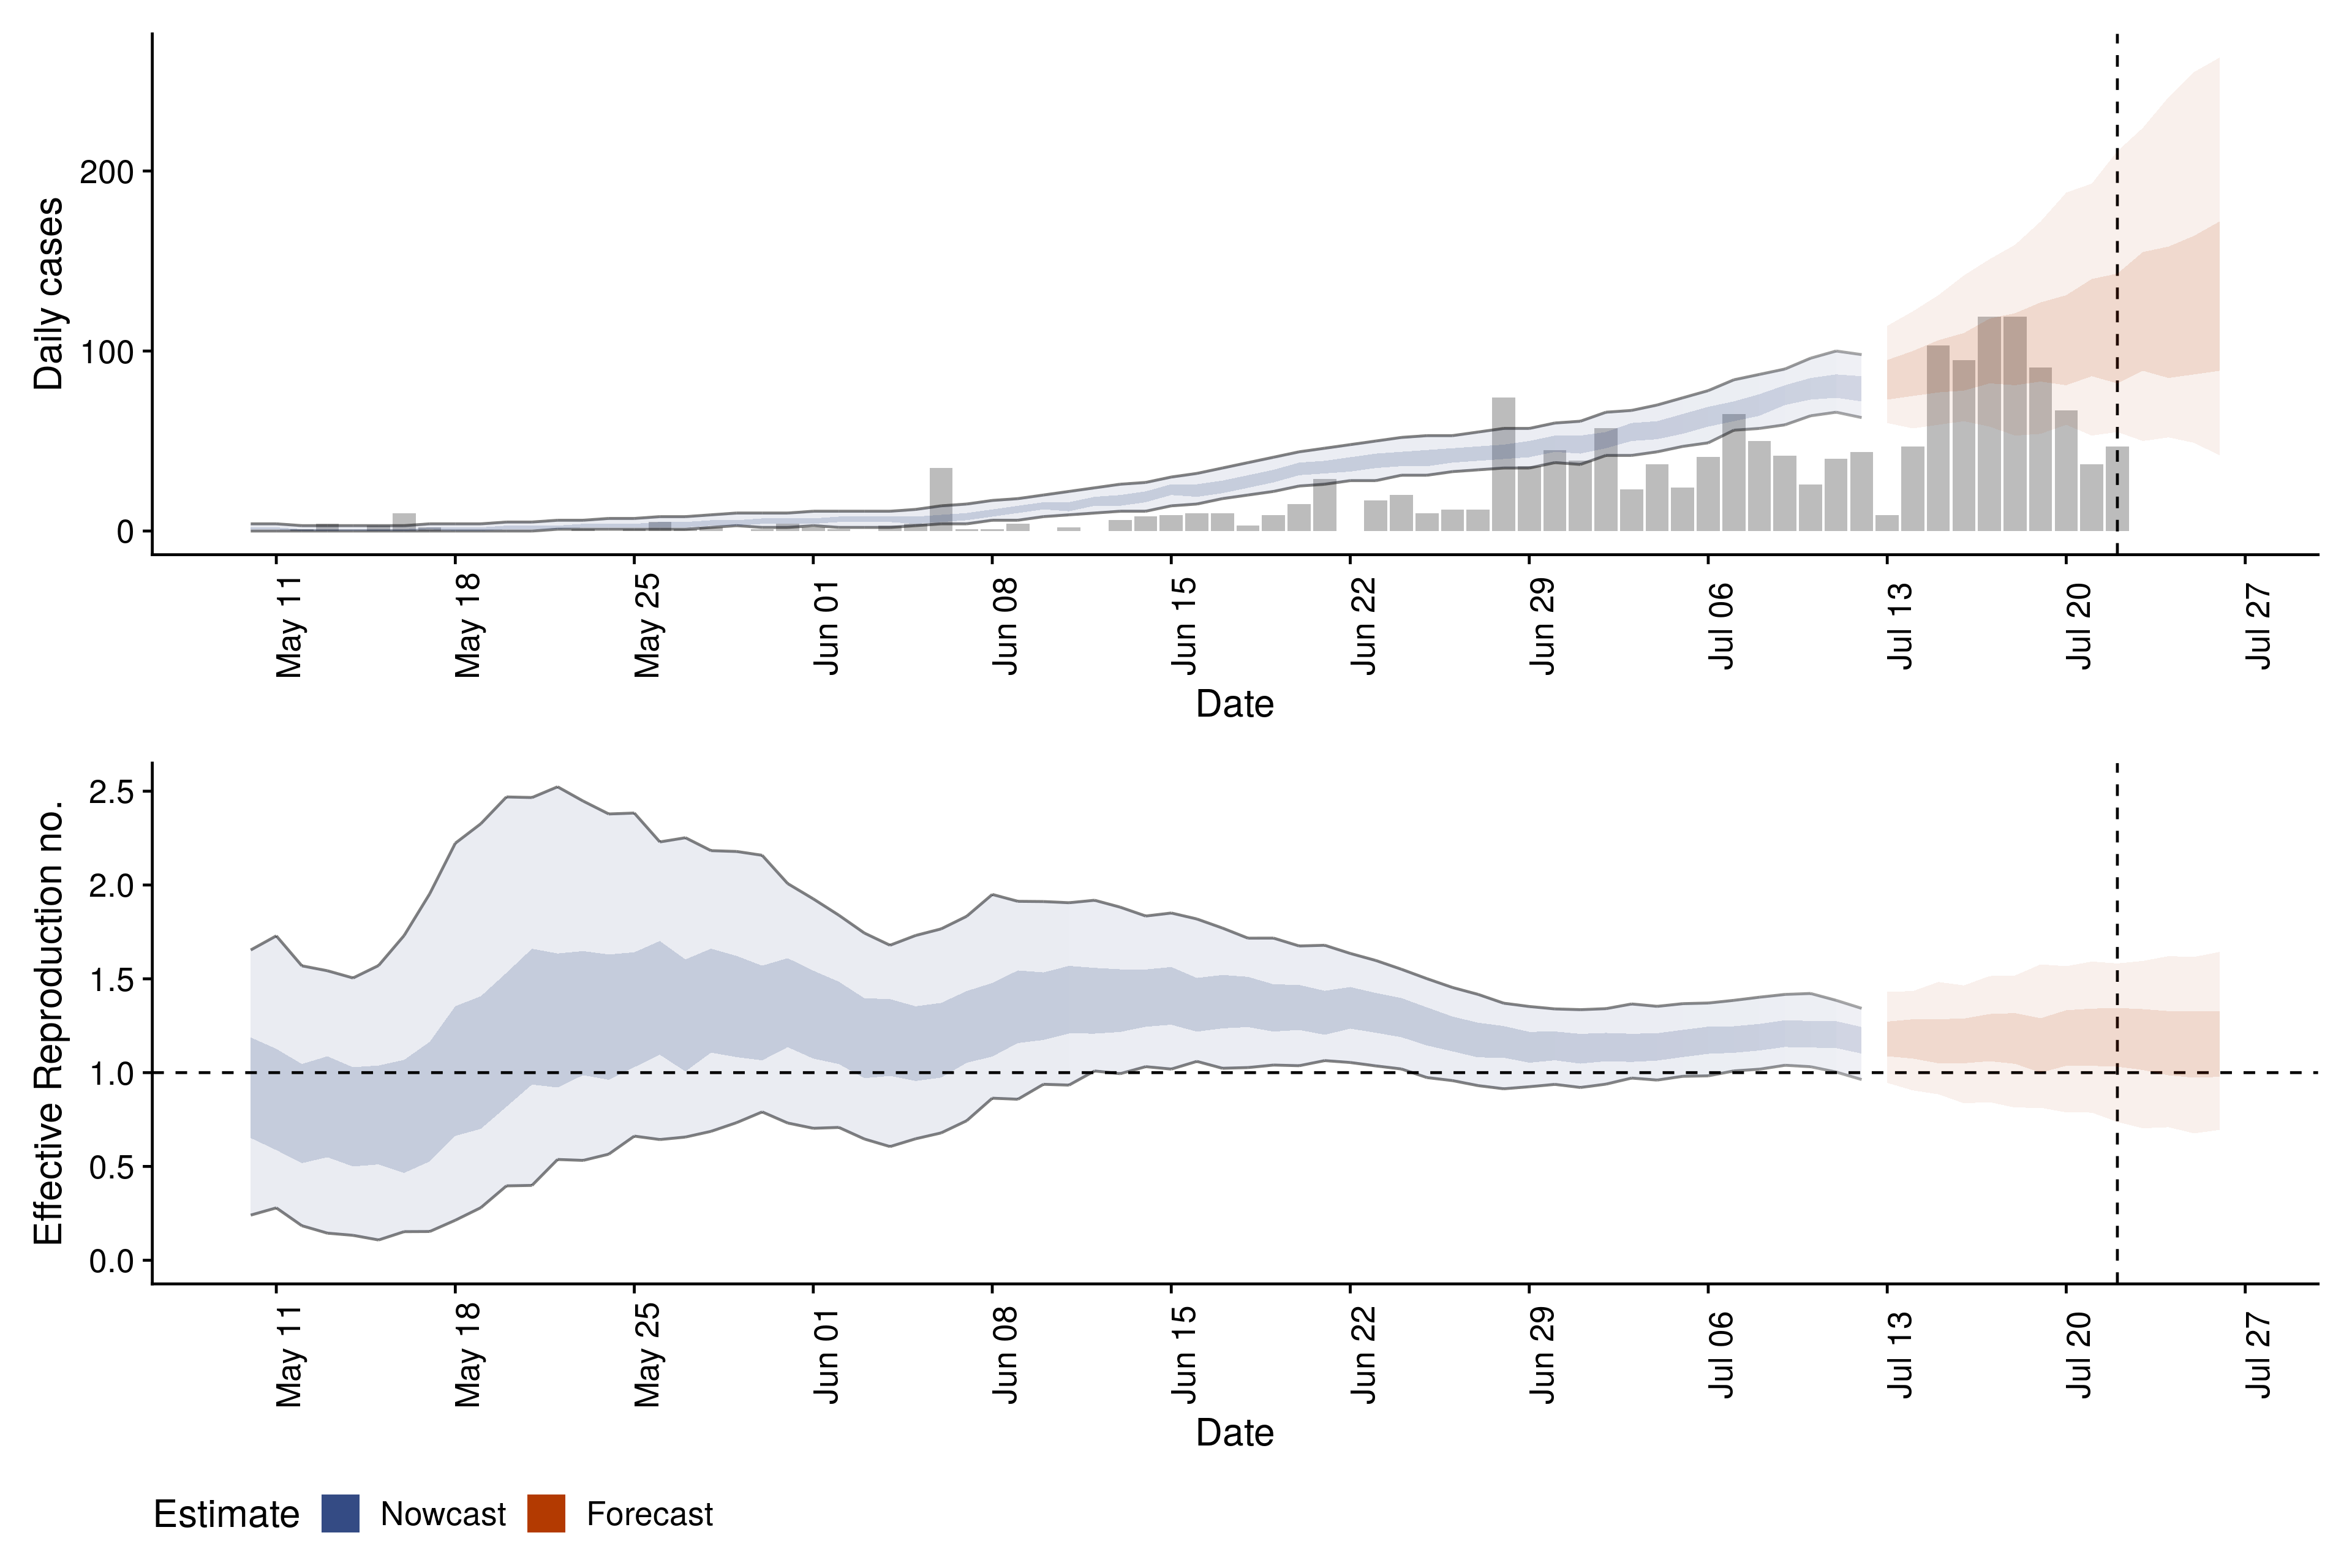 Daily cases
200
100
0
May 11
May 18
May 25
Jun 01
Jun 08
Jun 15
Jun 22
Jun 29
Jul 06
Jul 13
Jul 20
Jul 27
Date
Effective Reproduction no.
2.5
2.0
1.5
1.0
0.5
0.0
May 11
May 18
May 25
Jun 01
Jun 08
Jun 15
Jun 22
Jun 29
Jul 06
Jul 13
Jul 20
Jul 27
Date
Estimate Nowcast Forecast